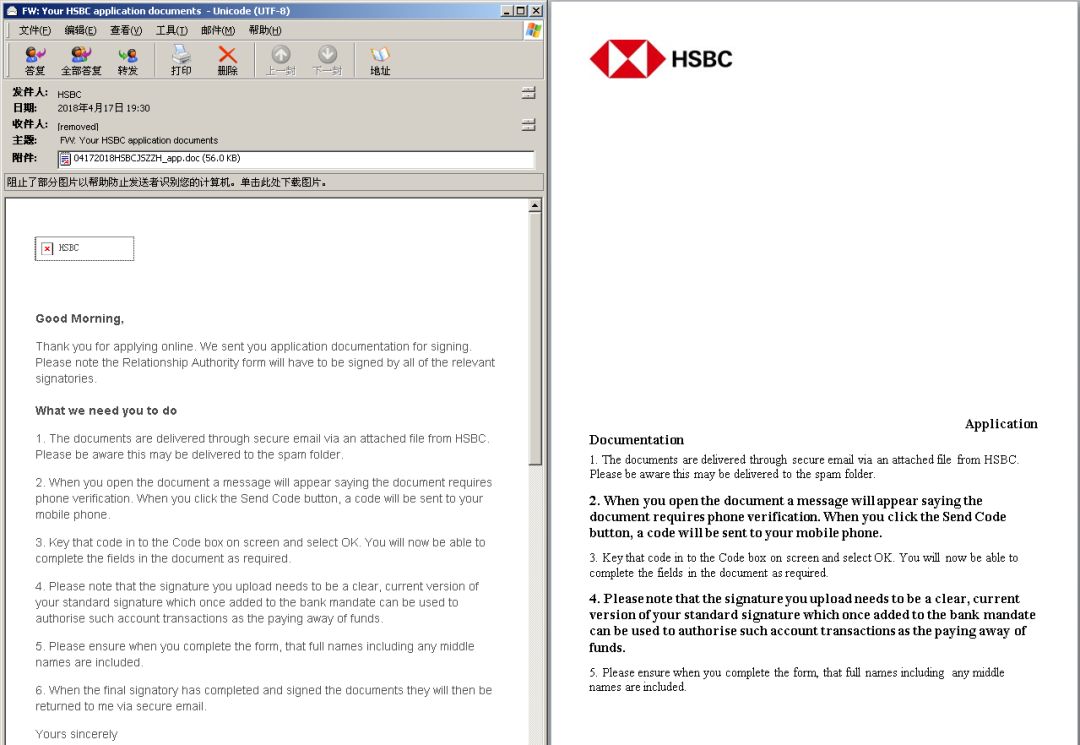 FW: Your HSBC application documents - Unicode (UTF-8)
文件(F) 编辑(E) 查看(V) 工具(T) 邮件(M) 帮助(H)
答复 全部答复 转发 打印 删除 上一封 下一封 地址
发件人: HSBC
日期: 2018年4月17日 19:30
收件人: [removed]
主题: FW: Your HSBC application documents
附件: 04172018HSBCJSZZH_app.doc (56.0 KB)
阻止了部分图片以帮助防止发送者识别您的计算机。单击此处下载图片。
HSBC
Good Morning,
Thank you for applying online. We sent you application documentation for signing.
Please note the Relationship Authority form will have to be signed by all of the relevant
signatories.
What we need you to do
1. The documents are delivered through secure email via an attached file from HSBC.
Please be aware this may be delivered to the spam folder.
2. When you open the document a message will appear saying the document requires
phone verification. When you click the Send Code button, a code will be sent to your
mobile phone.
3. Key that code in to the Code box on screen and select OK. You will now be able to
complete the fields in the document as required.
4. Please note that the signature you upload needs to be a clear, current version of
your standard signature which once added to the bank mandate can be used to
authorise such account transactions as the paying away of funds.
5. Please ensure when you complete the form, that full names including any middle
names are included.
6. When the final signatory has completed and signed the documents they will then be
returned to me via secure email.
Yours sincerely
HSBC
Application
Documentation
1. The documents are delivered through secure email via an attached file from HSBC.
Please be aware this may be delivered to the spam folder.
2. When you open the document a message will appear saying the
document requires phone verification. When you click the Send Code
button, a code will be sent to your mobile phone.
3. Key that code in to the Code box on screen and select OK. You will now be able to
complete the fields in the document as required.
4. Please note that the signature you upload needs to be a clear, current
version of your standard signature which once added to the bank mandate
can be used to authorise such account transactions as the paying away of
funds.
5. Please ensure when you complete the form, that full names including any middle
names are included.